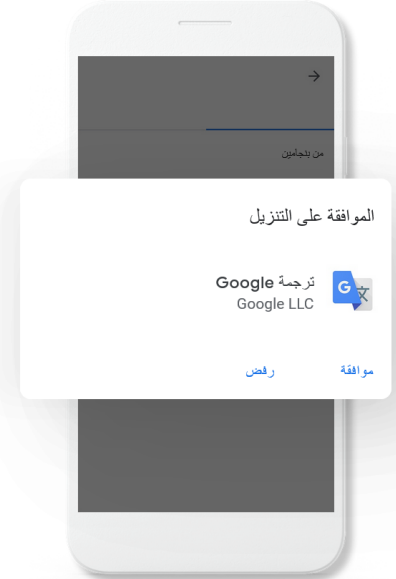 من بنجامين
الموافقة على التنزيل
ترجمة Google
Google LLC
موافقة رفض